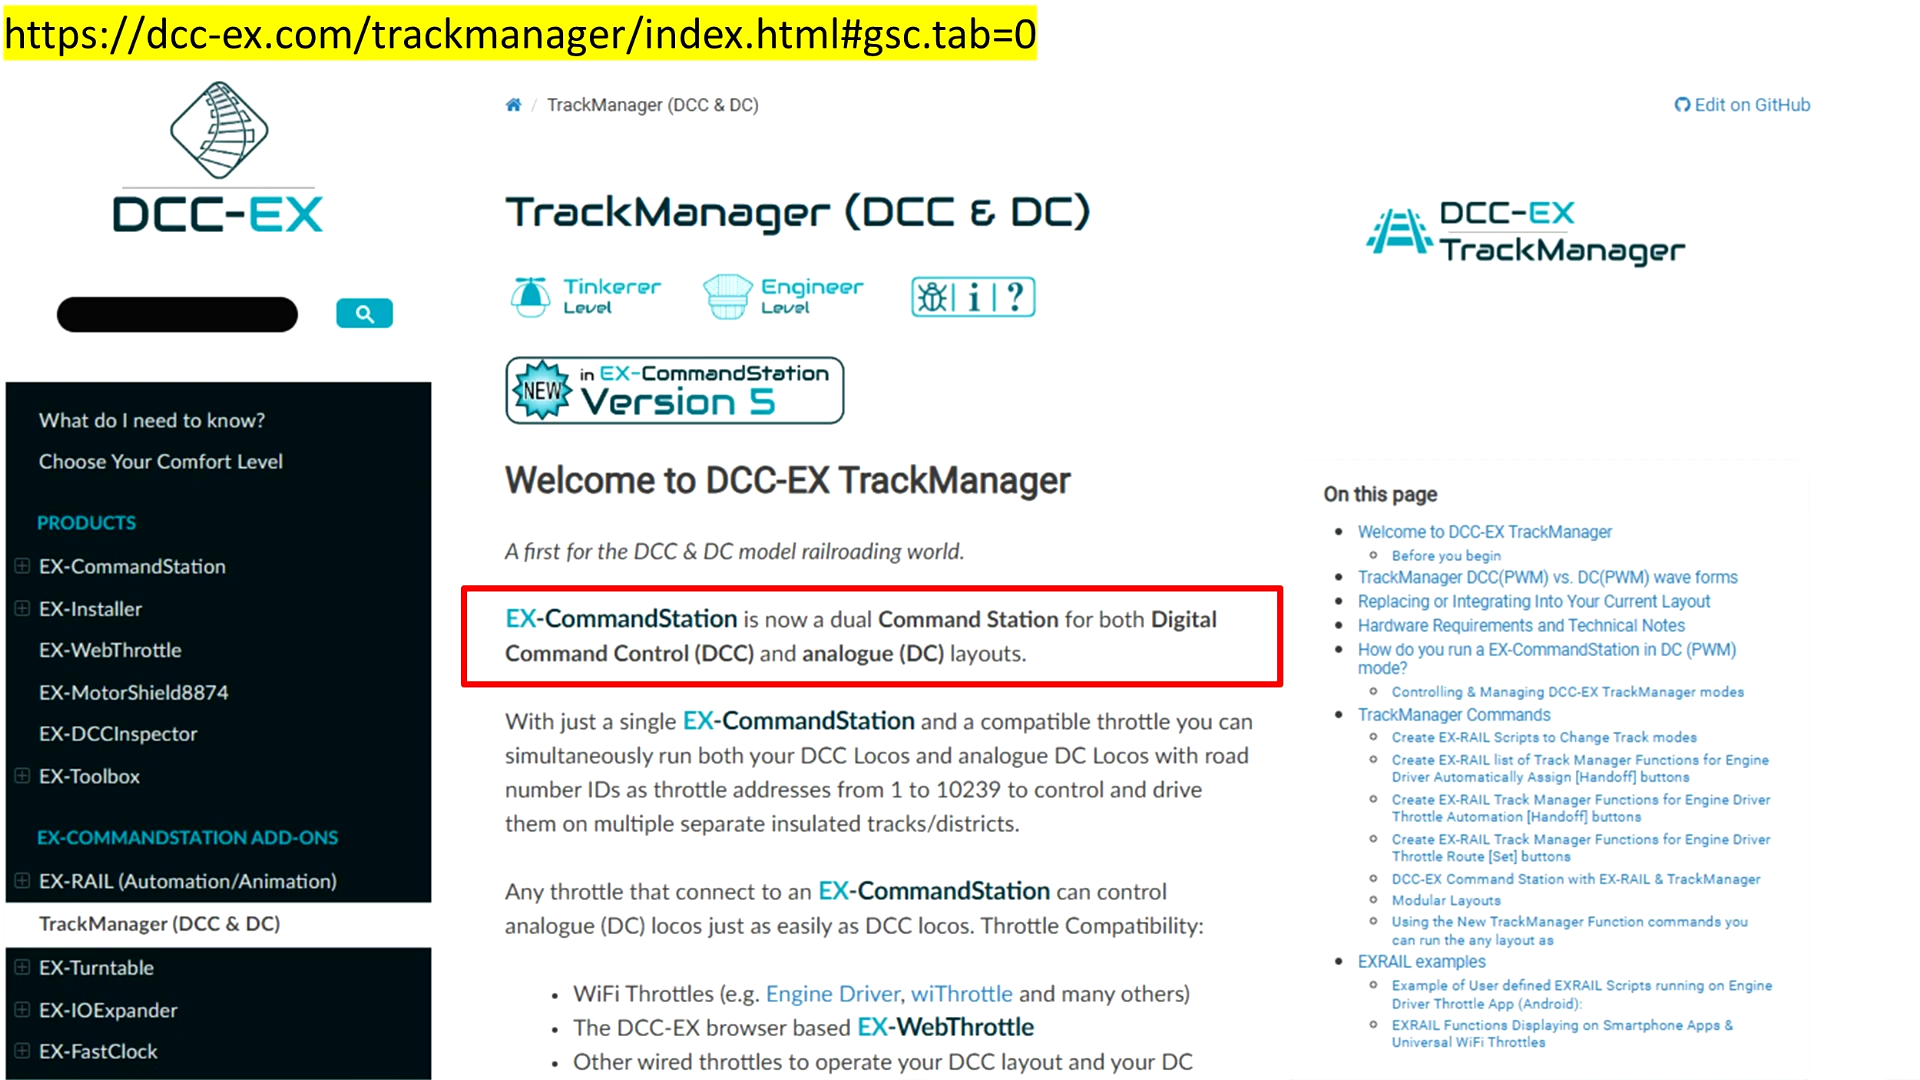 https://dcc-ex.com/trackmanager/index.html#gsc.tab=0
DCC-EX
What do I need to know?
Choose Your Comfort Level
PRODUCTS
EX-CommandStation
EX-Installer
EX-WebThrottle
EX-MotorShield8874
EX-DCCInspector
EX-Toolbox
EX-COMMANDSTATION ADD-ONS
EX-RAIL (Automation/Animation)
TrackManager (DCC & DC)
EX-Turntable
EX-IOExpander
EX-FastClock
/ TrackManager (DCC & DC)
Edit on GitHub
TrackManager (DCC & DC)
Tinkerer
Level
Engineer
Level
i | ?
NEW
in EX-CommandStation
Version 5
Welcome to DCC-EX TrackManager
A first for the DCC & DC model railroading world.
EX-CommandStation is now a dual Command Station for both Digital
Command Control (DCC) and analogue (DC) layouts.
With just a single EX-CommandStation and a compatible throttle you can
simultaneously run both your DCC Locos and analogue DC Locos with road
number IDs as throttle addresses from 1 to 10239 to control and drive
them on multiple separate insulated tracks/districts.
Any throttle that connect to an EX-CommandStation can control
analogue (DC) locos just as easily as DCC locos. Throttle Compatibility:
• WiFi Throttles (e.g. Engine Driver, wiThrottle and many others)
• The DCC-EX browser based EX-WebThrottle
• Other wired throttles to operate your DCC layout and your DC
DCC-EX
TrackManager
On this page
• Welcome to DCC-EX TrackManager
Before you begin
• TrackManager DCC(PWM) vs. DC(PWM) wave forms
• Replacing or Integrating Into Your Current Layout
• Hardware Requirements and Technical Notes
• How do you run a EX-CommandStation in DC (PWM)
mode?
Controlling & Managing DCC-EX TrackManager modes
• TrackManager Commands
Create EX-RAIL Scripts to Change Track modes
Create EX-RAIL list of Track Manager Functions for Engine
Driver Automatically Assign [Handoff] buttons
Create EX-RAIL Track Manager Functions for Engine Driver
Throttle Automation [Handoff] buttons
Create EX-RAIL Track Manager Functions for Engine Driver
Throttle Route [Set] buttons
DCC-EX Command Station with EX-RAIL & TrackManager
Modular Layouts
Using the New TrackManager Function commands you
can run the any layout as
• EXRAIL examples
Example of User defined EXRAIL Scripts running on Engine
Driver Throttle App (Android):
EXRAIL Functions Displaying on Smartphone Apps &
Universal WiFi Throttles